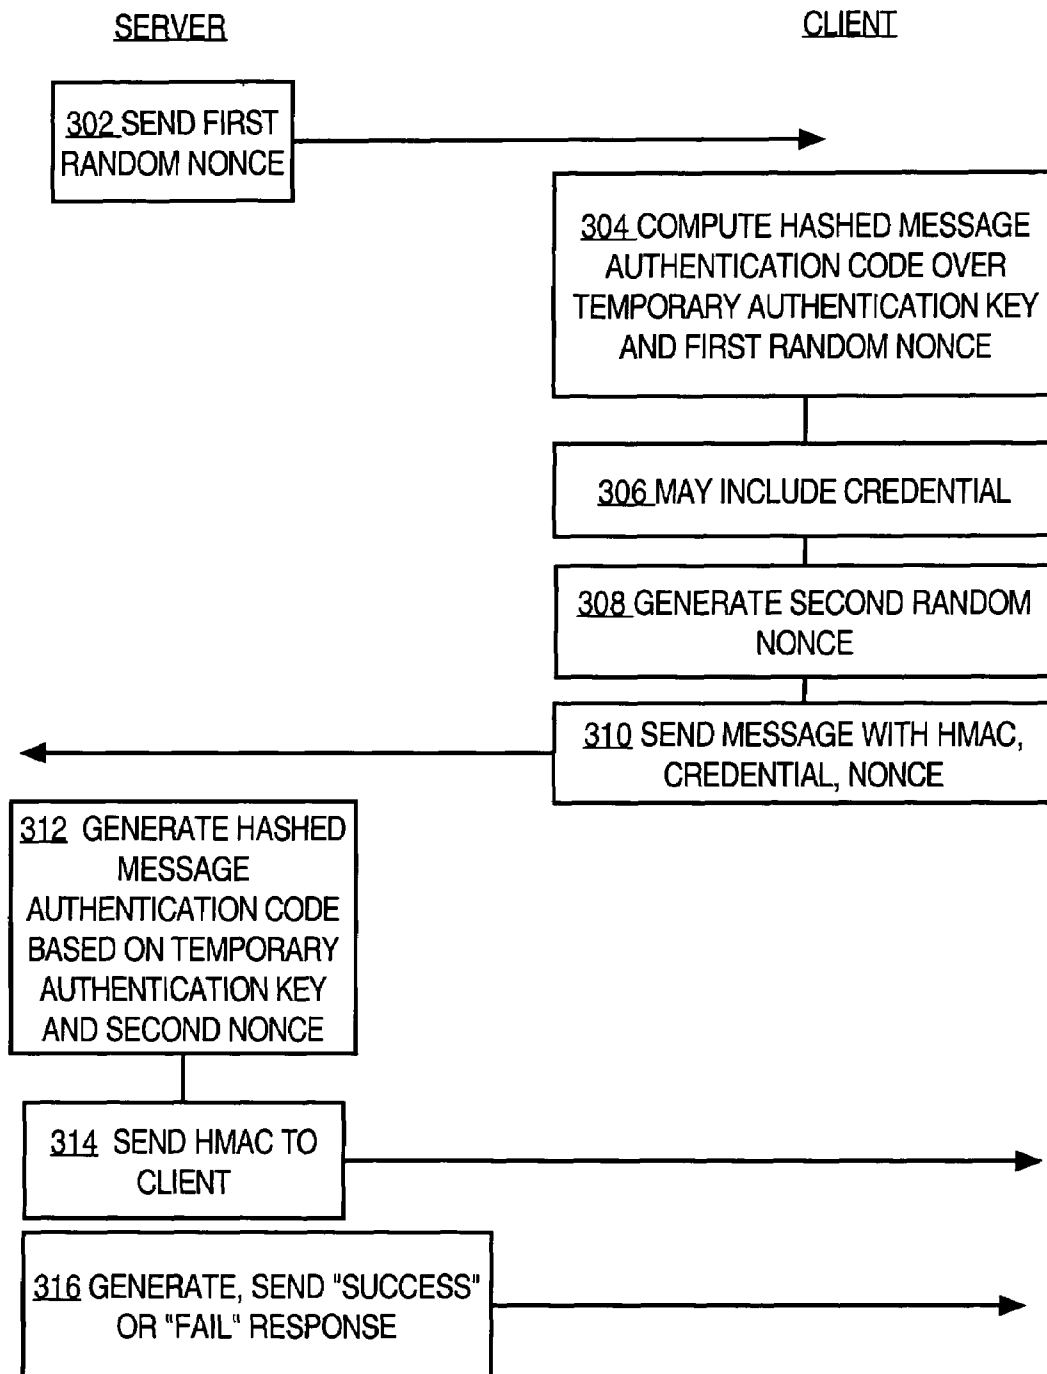 SERVER
CLIENT
302 SEND FIRST
RANDOM NONCE
304 COMPUTE HASHED MESSAGE
AUTHENTICATION CODE OVER
TEMPORARY AUTHENTICATION KEY
AND FIRST RANDOM NONCE
306 MAY INCLUDE CREDENTIAL
308 GENERATE SECOND RANDOM
NONCE
310 SEND MESSAGE WITH HMAC,
CREDENTIAL, NONCE
312 GENERATE HASHED
MESSAGE
AUTHENTICATION CODE
BASED ON TEMPORARY
AUTHENTICATION KEY
AND SECOND NONCE
314 SEND HMAC TO
CLIENT
316 GENERATE, SEND "SUCCESS"
OR "FAIL" RESPONSE